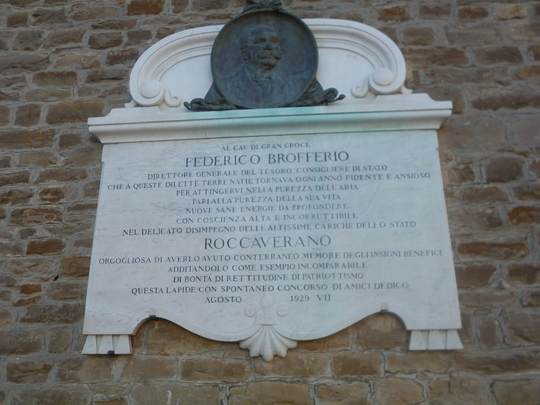 AL CAV. DI GRAN CROCE
FEDERICO BROFFERIO
DIRETTORE GENERALE DEL TESORO, CONSIGLIERE DI STATO
CHE A QUESTE DILETTE TERRE NATIE TORNAVA OGNI ANNO FIDENTE E ANSIOSO
PER ATTINGERVI NELLA PUREZZA DELL'ARIA
PARI ALLA PUREZZA DELLA SUA VITA
NUOVE SANE ENERGIE DA PROFONDERE
CON COSCIENZA ALTA E INCORRUTTIBILE
NEL DELICATO DISIMPEGNO DELLE ALTISSIME CARICHE DELLO STATO
ROCCAVERANO
ORGOGLIOSA DI AVERLO AVUTO CONTERRANEO MEMORE DEGLI INSIGNI BENEFICI
ADDITANDOLO COME ESEMPIO INCOMPARABILE
DI BONTÀ DI RETTITUDINE DI PATRIOTTISMO
QUESTA LAPIDE CON SPONTANEO CONCORSO DI AMICI DEDICÒ
AGOSTO 1929 VII